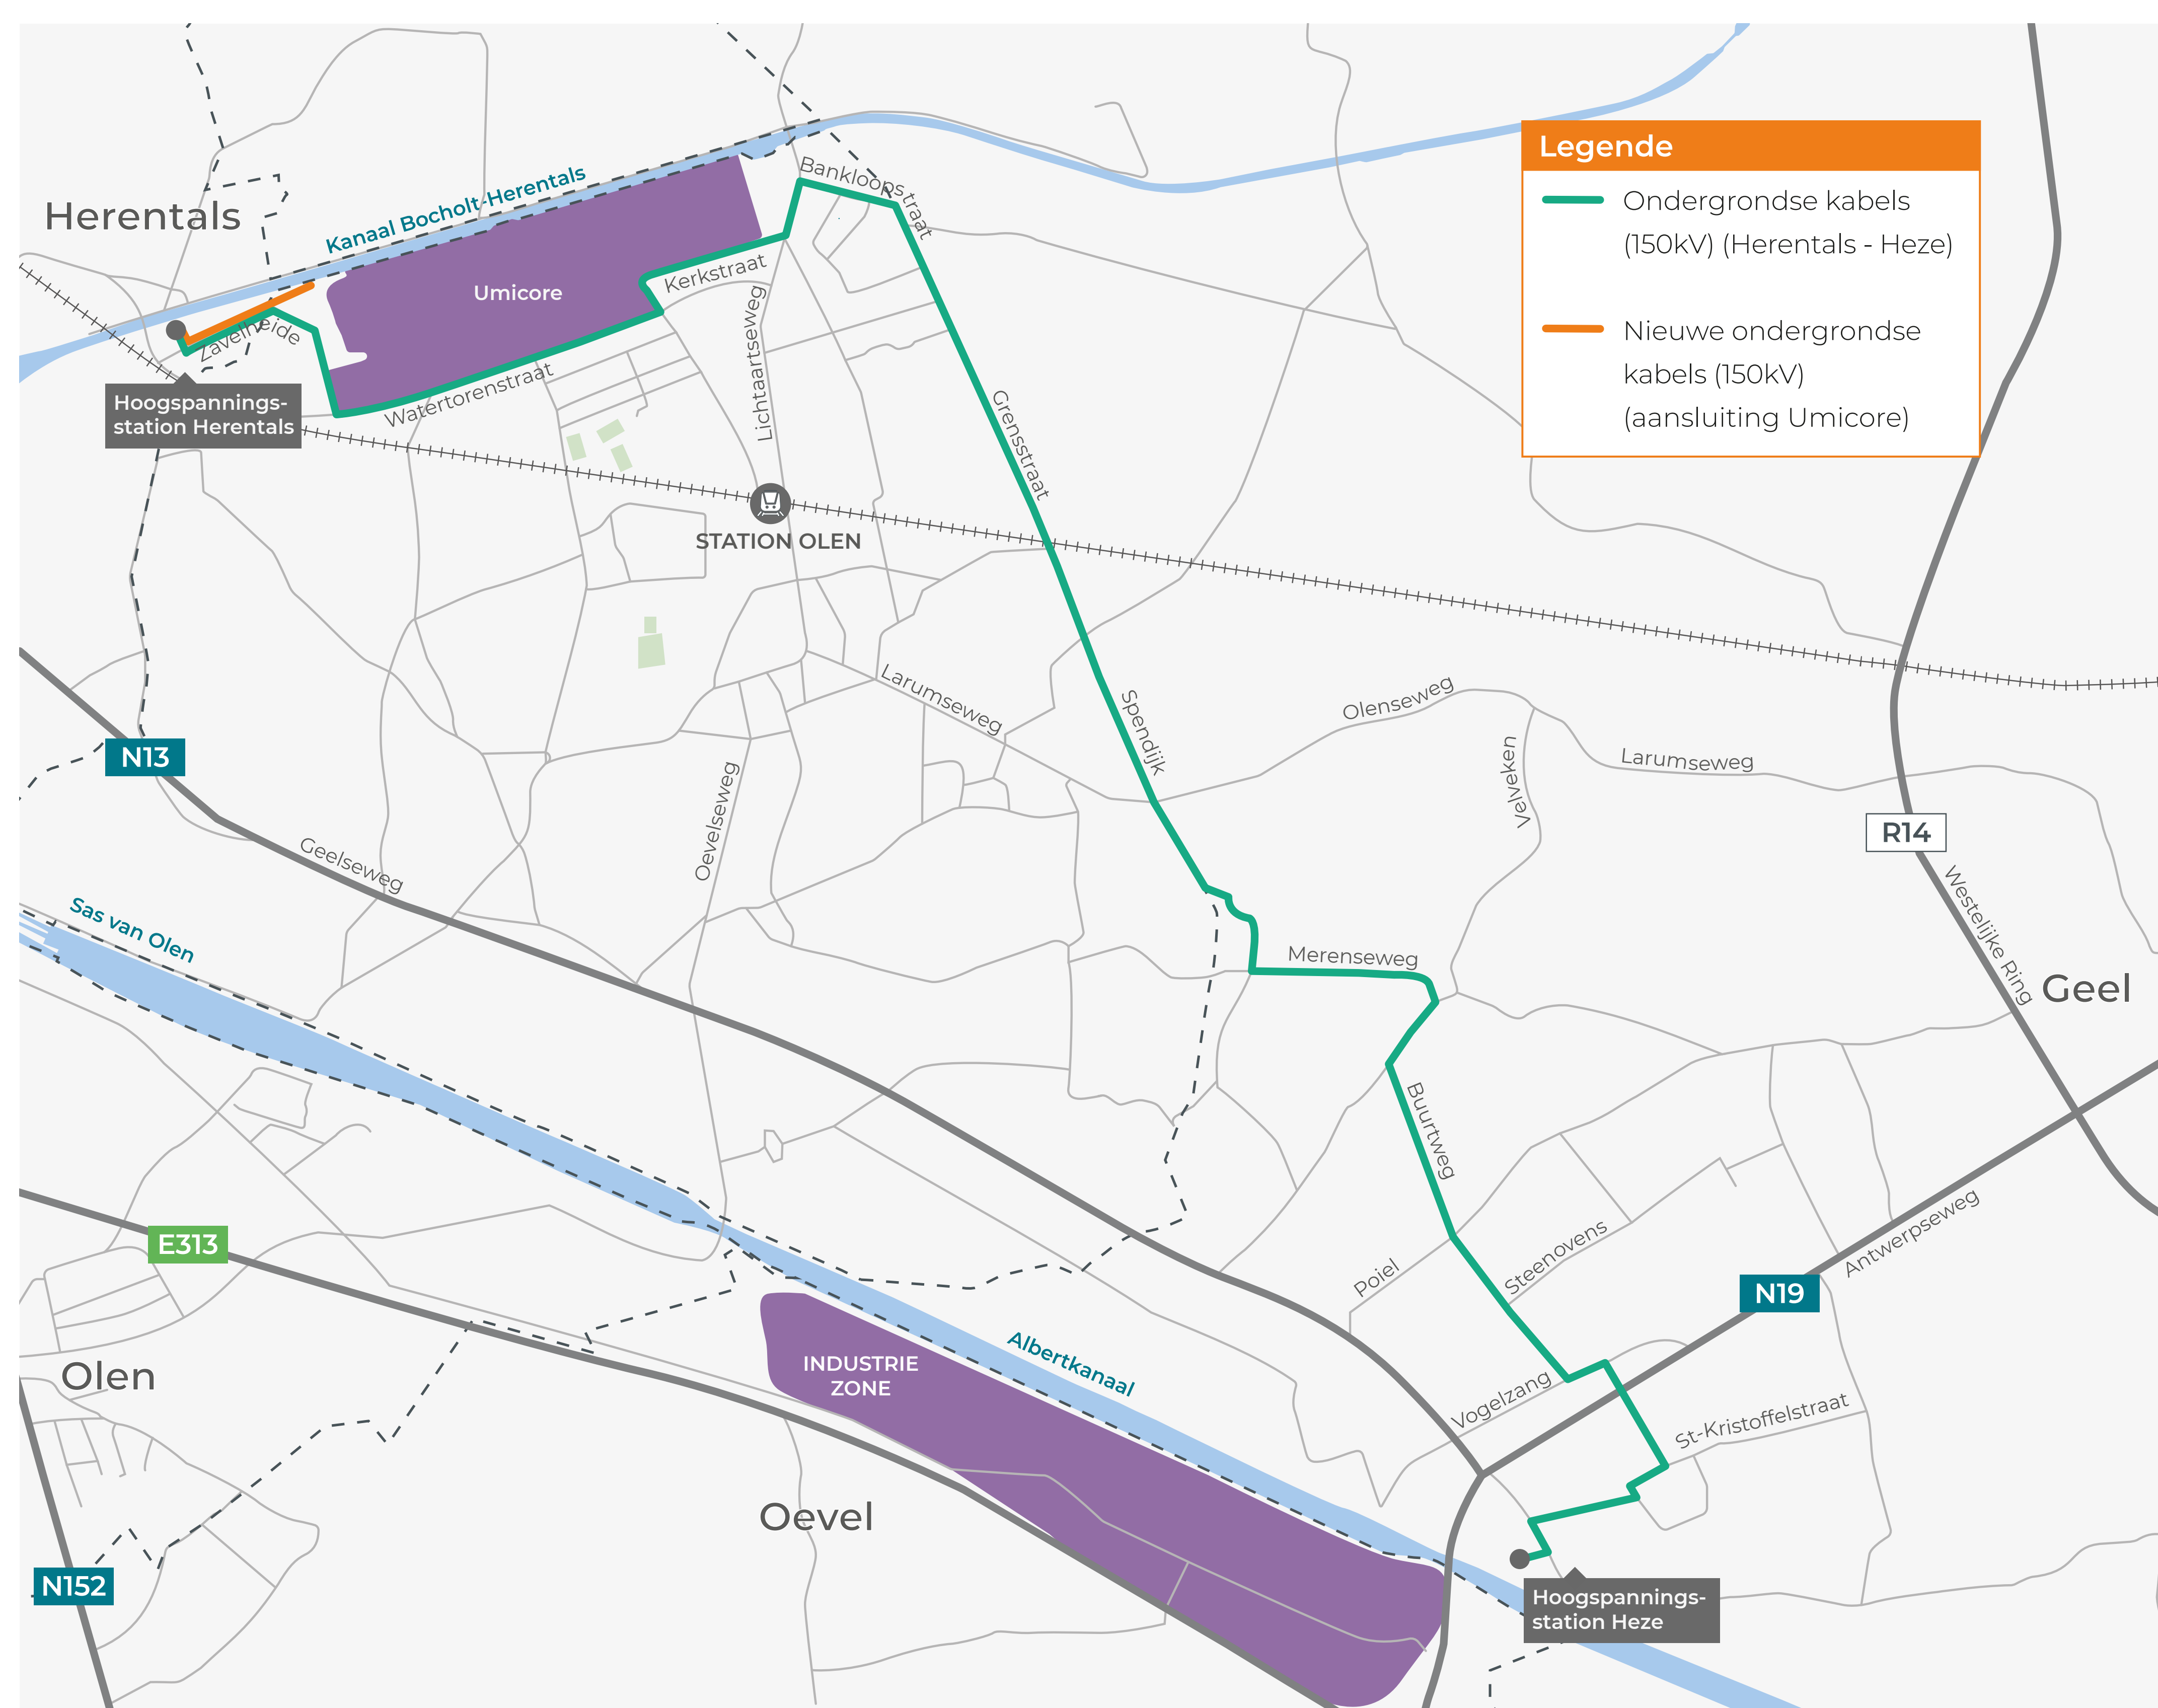 Legende
Ondergrondse kabels
(150kV) (Herentals - Heze)
Nieuwe ondergrondse
kabels (150kV)
(aansluiting Umicore)
Herentals
Kanaal Bocholt-Herentals
Bankloopsstraat
Umicore
Kerkstraat
Zavelheide
Lichtaartseweg
Watertorenstraat
Hoogspannings-
station Herentals
Grensstraat
STATION OLEN
Larumseweg
Spendijk
Olenseweg
Velveken
Larumseweg
N13
Oevelseweg
R14
Geelseweg
Westelijke Ring
Sas van Olen
Merenseweg
Geel
Buurtweg
E313
Poiel
Steenovens
Antwerpseweg
N19
Olen
INDUSTRIE
ZONE
Albertkanaal
Vogelzang
St-Kristoffelstraat
Oevel
N152
Hoogspannings-
station Heze